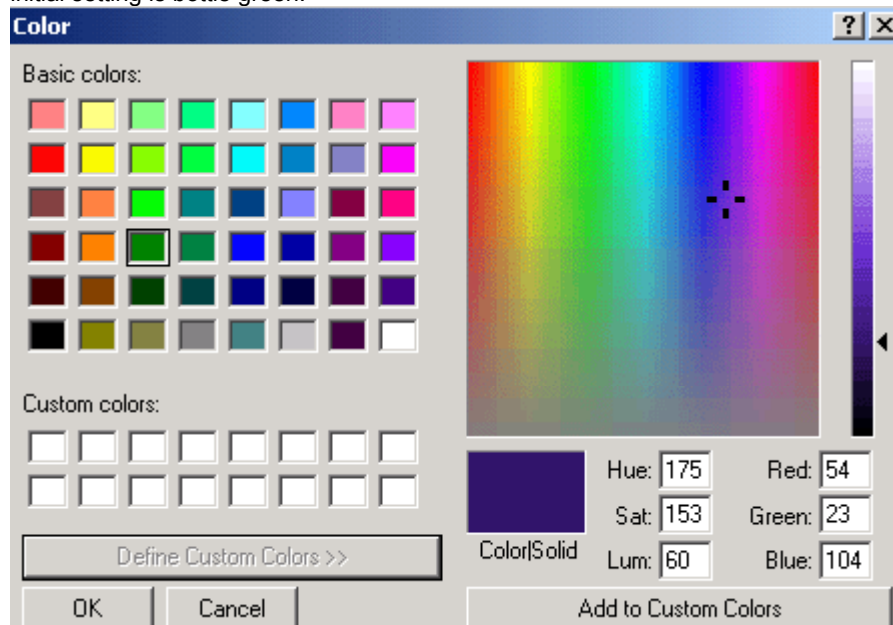 initial setting is bottle green.
Color
Basic colors:
Custom colors:
Define Custom Colors >>
OK Cancel
Color|Solid
Hue: 175 Red: 54
Sat: 153 Green: 23
Lum: 60 Blue: 104
Add to Custom Colors